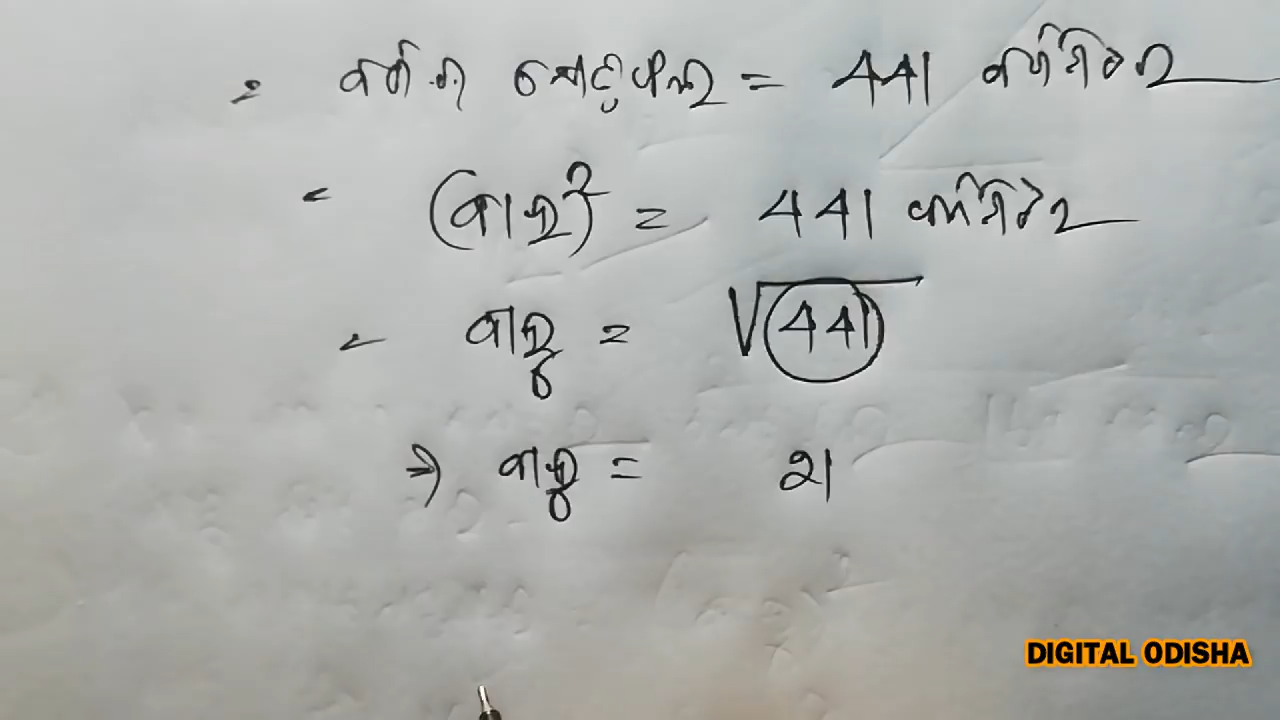 ⇒ ବର୍ଗର କ୍ଷେତ୍ରଫଳ = 441 ବର୍ଗମିଟର
⇒ (ବାହୁ)² = 441 ବର୍ଗମିଟର
⇒ ବାହୁ = √441
⇒ ବାହୁ = 21
DIGITAL ODISHA